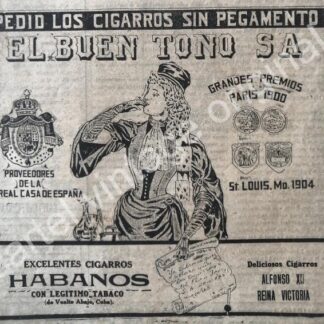 PEDID LOS CIGARROS SIN PEGAMENTO
EL BUEN TONO SA
GRANDES PREMIOS
PARIS 1900
PROVEEDORES
DE LA
REAL CASA DE ESPAÑA
St. LOUIS, Mo. 1904
EXCELENTES CIGARROS
HABANOS
CON LEGITIMO TABACO
(de Vuelta Abajo, Cuba).
Deliciosos Cigarros
ALFONSO XIII
REINA VICTORIA